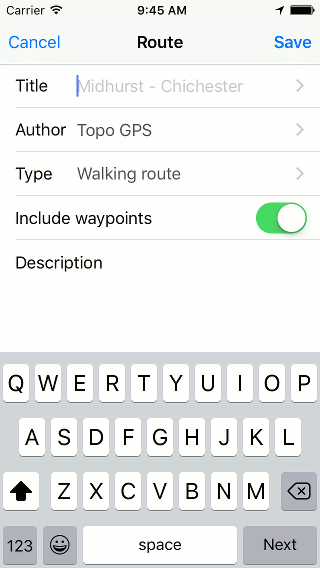 Carrier 9:45 AM
Cancel Route Save
Title Midhurst - Chichester
Author Topo GPS
Type Walking route
Include waypoints
Description
Q W E R T Y U I O P
A S D F G H J K L
Z X C V B N M
123 space Next